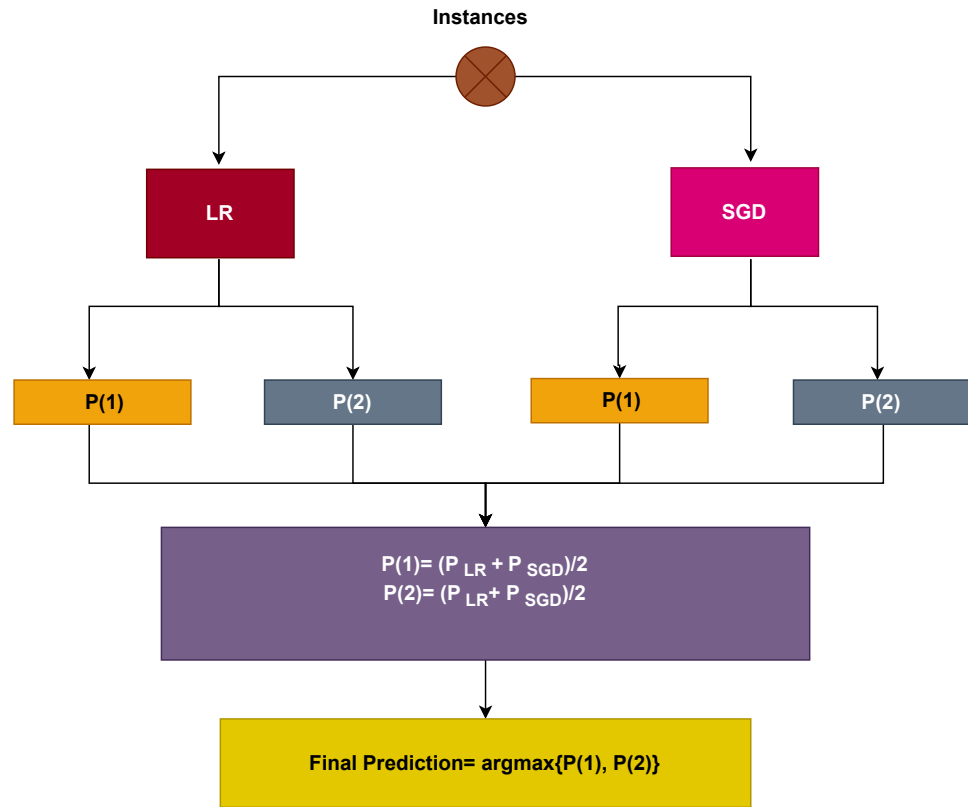 Instances
LR
SGD
P(1)
P(2)
P(1)
P(2)
P(1)= (P LR + P SGD)/2
P(2)= (P LR+ P SGD)/2
Final Prediction= argmax{P(1), P(2)}